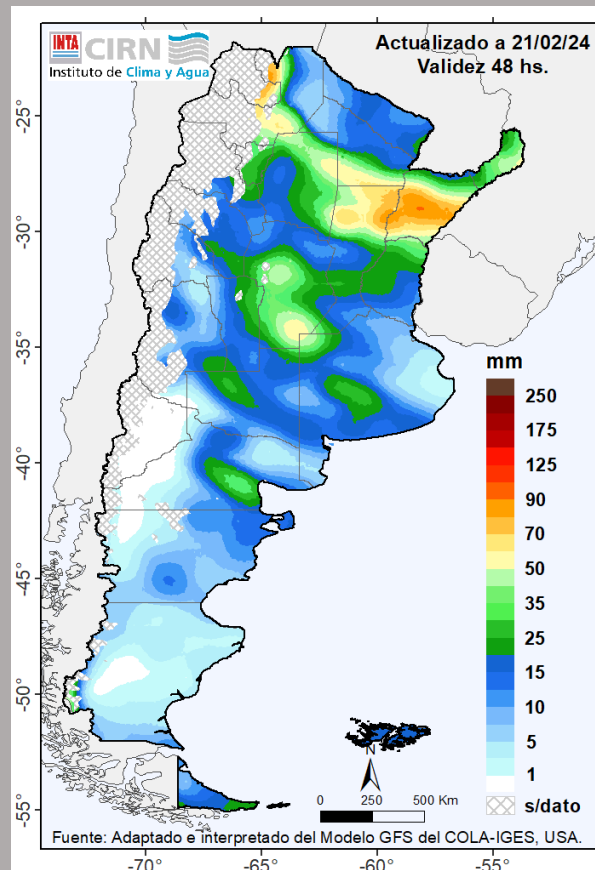 INTA CIRN
Instituto de Clima y Agua
Actualizado a 21/02/24
Validez 48 hs.
-25°
-30°
-35°
-40°
-45°
-50°
-55°
mm
250
175
125
90
70
50
35
25
15
10
5
1
s/dato
N
0 250 500 Km
Fuente: Adaptado e interpretado del Modelo GFS del COLA-IGES, USA.
-70° -65° -60° -55°